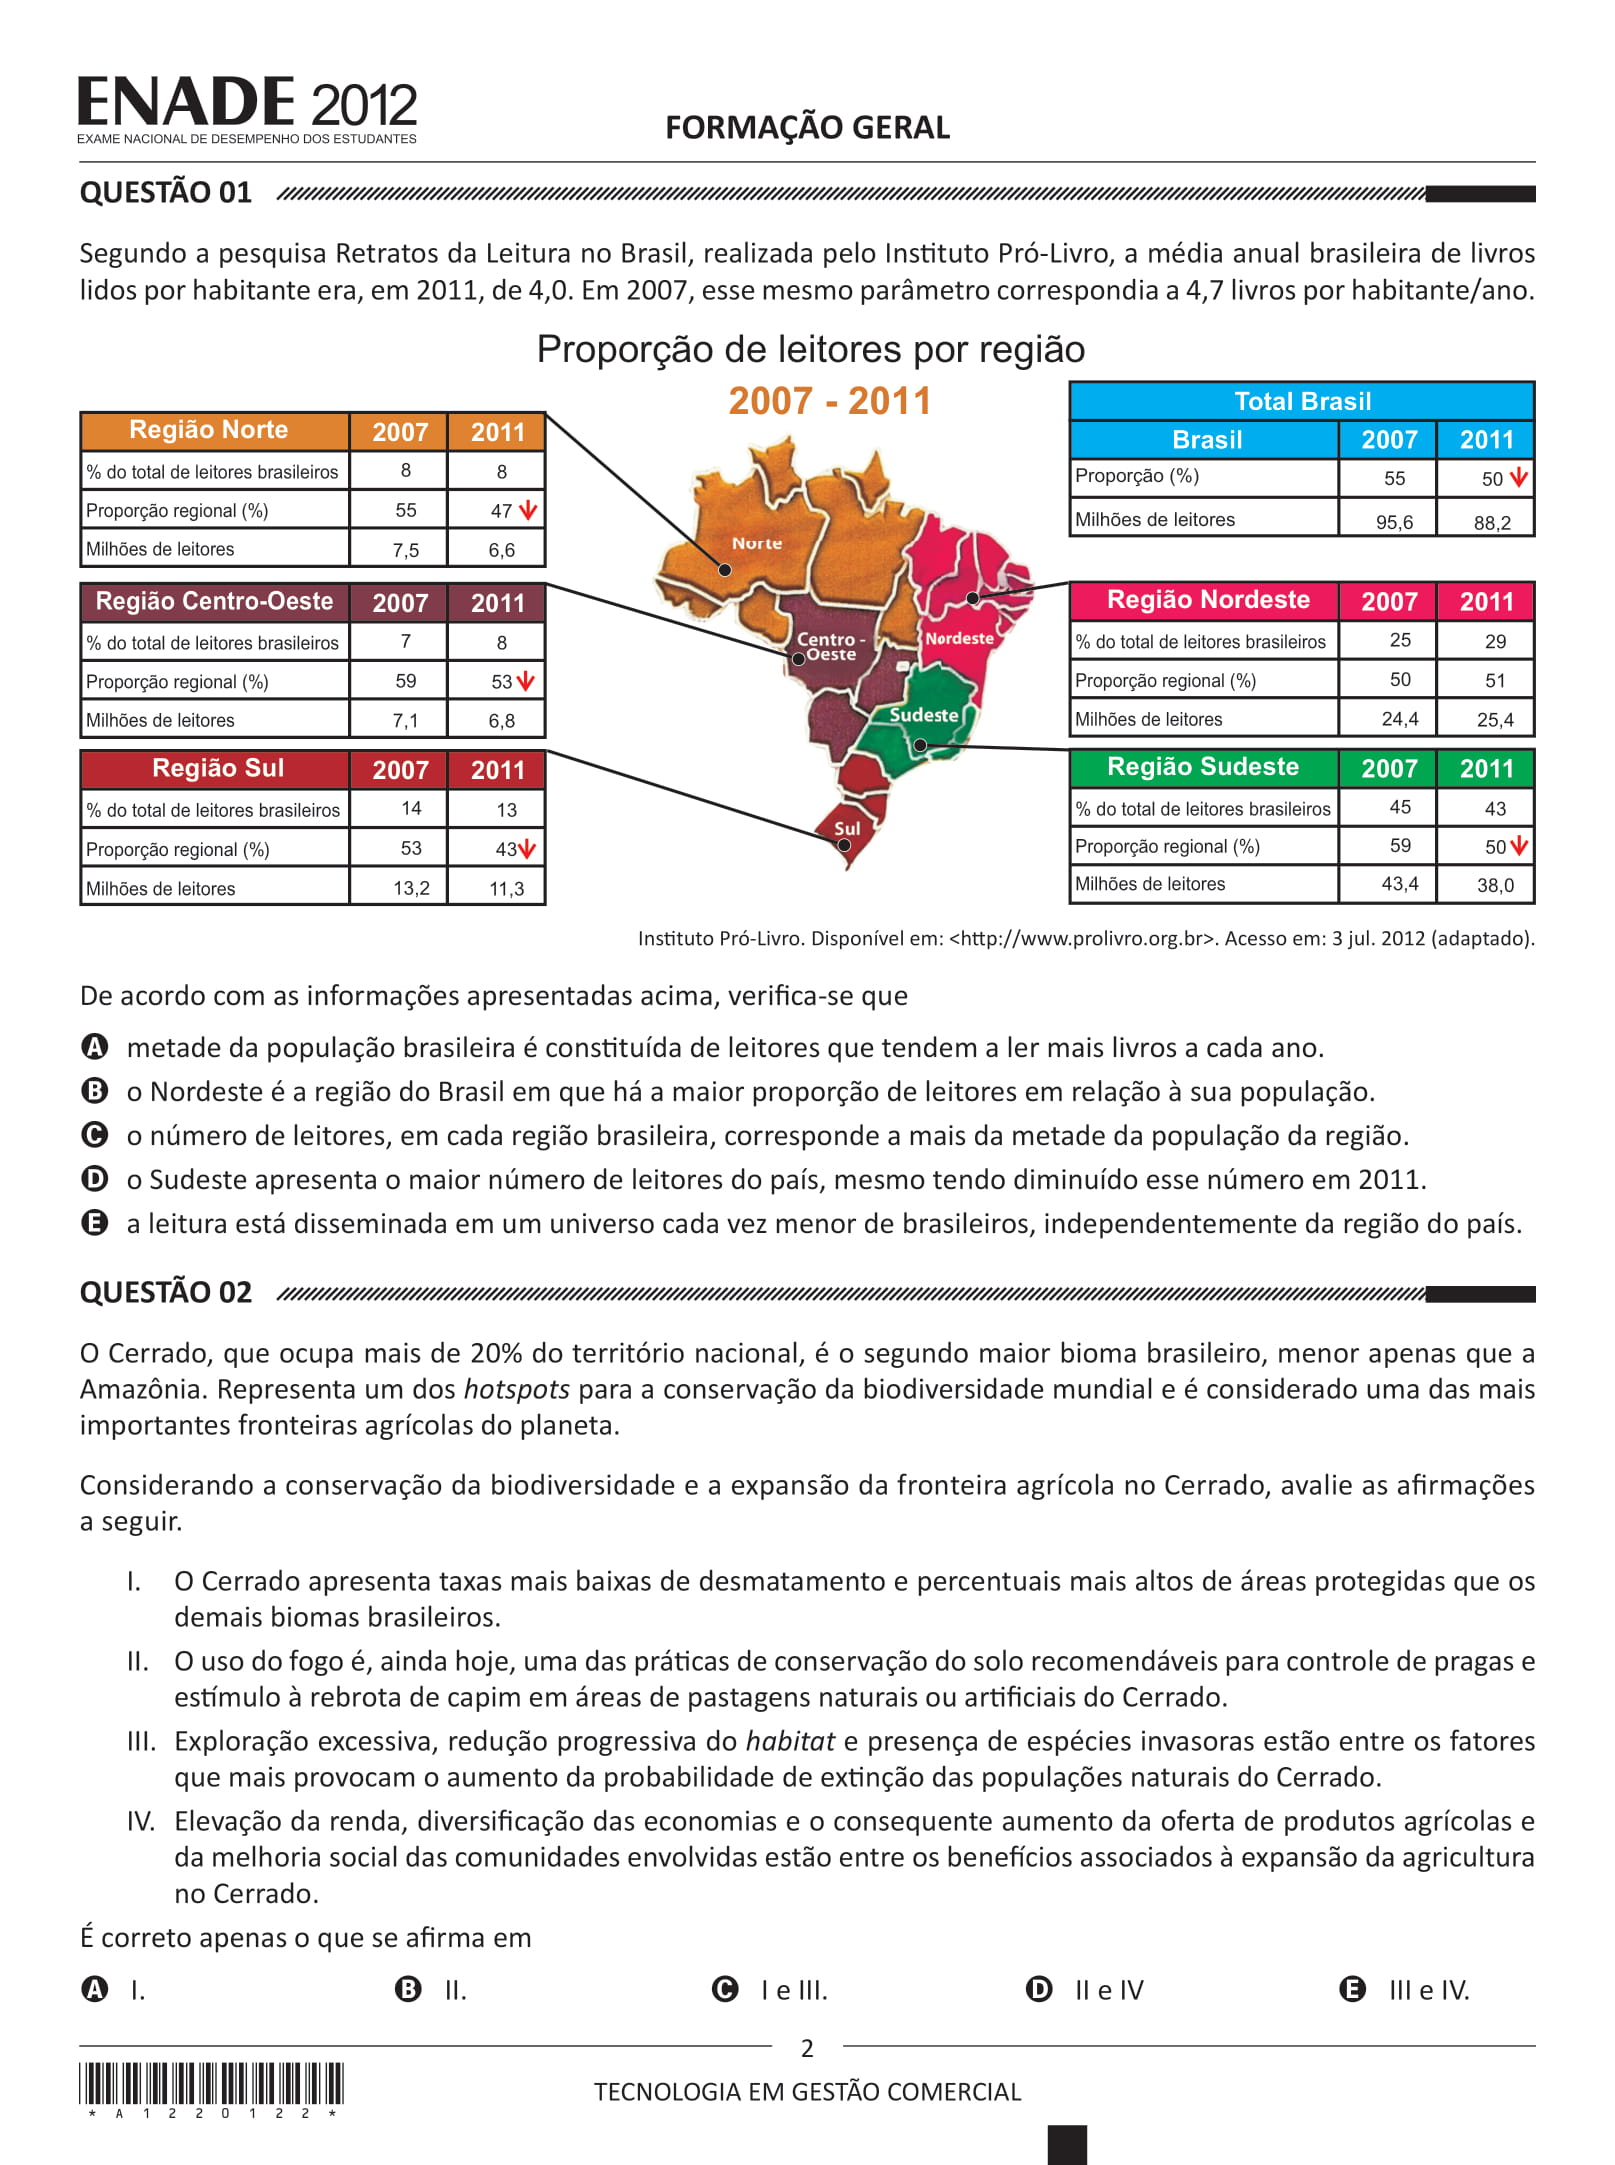 ENADE 2012
EXAME NACIONAL DE DESEMPENHO DOS ESTUDANTES
FORMAÇÃO GERAL
QUESTÃO 01
Segundo a pesquisa Retratos da Leitura no Brasil, realizada pelo Instituto Pró-Livro, a média anual brasileira de livros
lidos por habitante era, em 2011, de 4,0. Em 2007, esse mesmo parâmetro correspondia a 4,7 livros por habitante/ano.
Proporção de leitores por região
2007 - 2011
Região Norte 2007 2011
% do total de leitores brasileiros 8 8
Proporção regional (%) 55 47
Milhões de leitores 7,5 6,6
Região Centro-Oeste 2007 2011
% do total de leitores brasileiros 7 8
Proporção regional (%) 59 53
Milhões de leitores 7,1 6,8
Região Sul 2007 2011
% do total de leitores brasileiros 14 13
Proporção regional (%) 53 43
Milhões de leitores 13,2 11,3
Norte
Centro -
Oeste
Nordeste
Sudeste
Sul
Total Brasil
Brasil 2007 2011
Proporção (%) 55 50
Milhões de leitores 95,6 88,2
Região Nordeste 2007 2011
% do total de leitores brasileiros 25 29
Proporção regional (%) 50 51
Milhões de leitores 24,4 25,4
Região Sudeste 2007 2011
% do total de leitores brasileiros 45 43
Proporção regional (%) 59 50
Milhões de leitores 43,4 38,0
Instituto Pró-Livro. Disponível em: <http://www.prolivro.org.br>. Acesso em: 3 jul. 2012 (adaptado).
De acordo com as informações apresentadas acima, verifica-se que
A metade da população brasileira é constituída de leitores que tendem a ler mais livros a cada ano.
B o Nordeste é a região do Brasil em que há a maior proporção de leitores em relação à sua população.
C o número de leitores, em cada região brasileira, corresponde a mais da metade da população da região.
D o Sudeste apresenta o maior número de leitores do país, mesmo tendo diminuído esse número em 2011.
E a leitura está disseminada em um universo cada vez menor de brasileiros, independentemente da região do país.
QUESTÃO 02
O Cerrado, que ocupa mais de 20% do território nacional, é o segundo maior bioma brasileiro, menor apenas que a
Amazônia. Representa um dos hotspots para a conservação da biodiversidade mundial e é considerado uma das mais
importantes fronteiras agrícolas do planeta.
Considerando a conservação da biodiversidade e a expansão da fronteira agrícola no Cerrado, avalie as afirmações
a seguir.
I. O Cerrado apresenta taxas mais baixas de desmatamento e percentuais mais altos de áreas protegidas que os
demais biomas brasileiros.
II. O uso do fogo é, ainda hoje, uma das práticas de conservação do solo recomendáveis para controle de pragas e
estímulo à rebrota de capim em áreas de pastagens naturais ou artificiais do Cerrado.
III. Exploração excessiva, redução progressiva do habitat e presença de espécies invasoras estão entre os fatores
que mais provocam o aumento da probabilidade de extinção das populações naturais do Cerrado.
IV. Elevação da renda, diversificação das economias e o consequente aumento da oferta de produtos agrícolas e
da melhoria social das comunidades envolvidas estão entre os benefícios associados à expansão da agricultura
no Cerrado.
É correto apenas o que se afirma em
A I. B II. C I e III. D II e IV E III e IV.
2
TECNOLOGIA EM GESTÃO COMERCIAL
* A 1 2 2 0 1 2 2 *